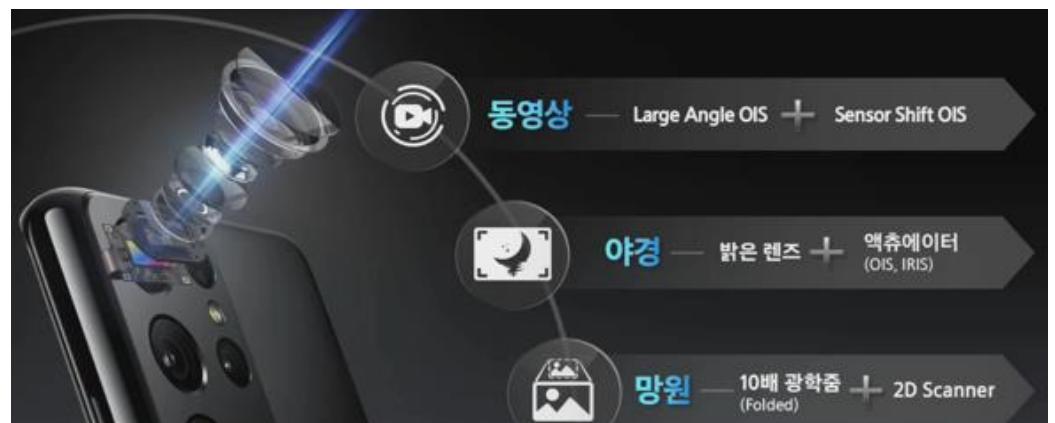 동영상 — Large Angle OIS + Sensor Shift OIS
야경 — 밝은 렌즈 + 액츄에이터
(OIS, IRIS)
망원 — 10배 광학줌 + 2D Scanner
(Folded)